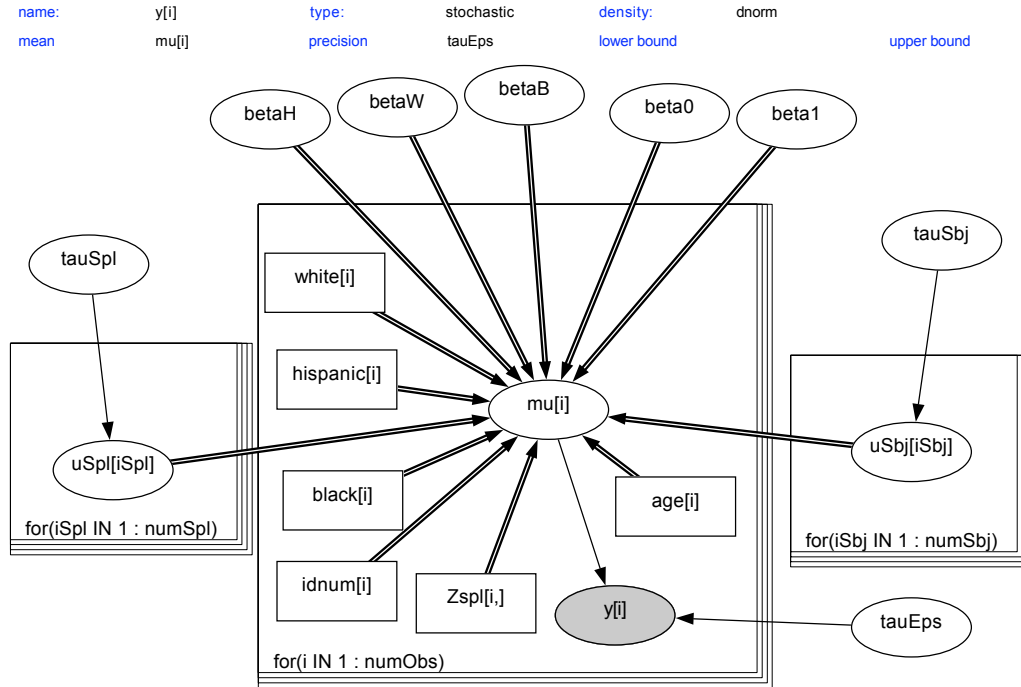 name: y[i] type: stochastic density: dnorm
mean mu[i] precision tauEps lower bound upper bound
betaH betaW betaB beta0 beta1
tauSpl
tauSbj
white[i]
hispanic[i]
mu[i]
uSpl[iSpl]
uSbj[iSbj]
black[i]
age[i]
for(iSpl IN 1 : numSpl)
for(iSbj IN 1 : numSbj)
idnum[i]
Zspl[i,]
y[i]
tauEps
for(i IN 1 : numObs)